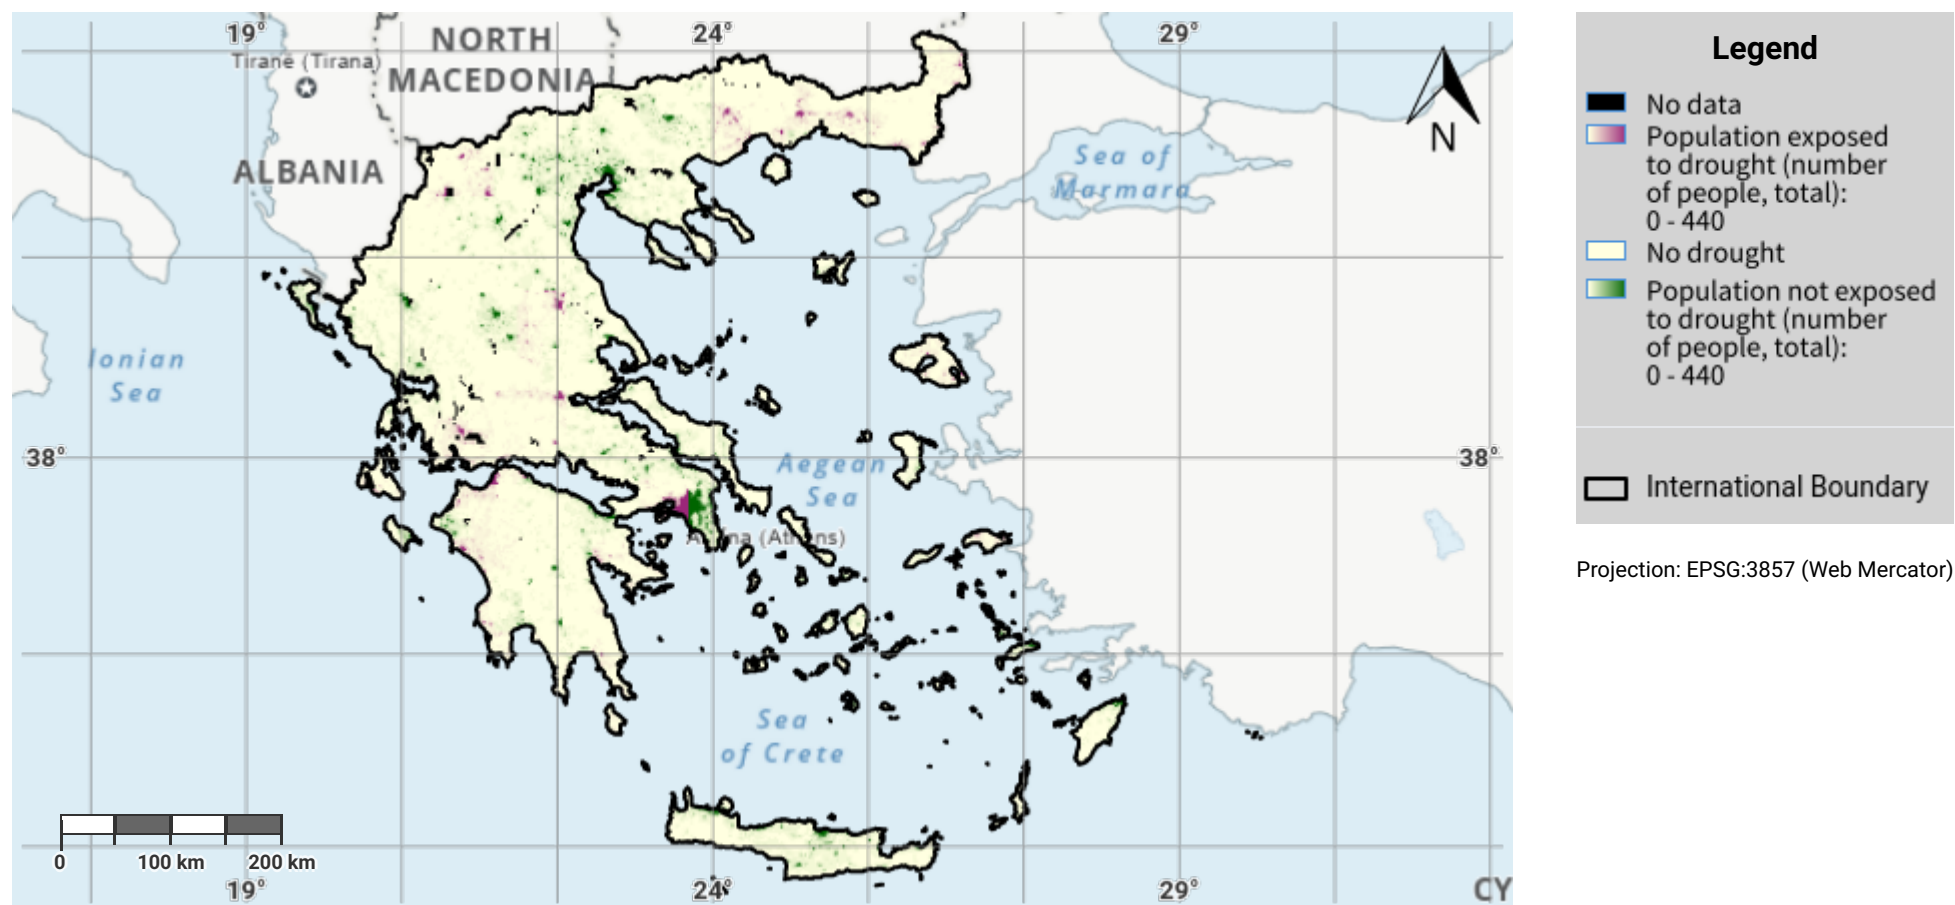 19°
24°
29°
NORTH
MACEDONIA
Tiranë (Tirana)
ALBANIA
N
Sea of
Marmara
Ionian
Sea
38°
38°
Aegean
Sea
(Athens)
Sea
of Crete
0
100 km
200 km
19°
24°
29°
CY
Legend
No data
Population exposed
to drought (number
of people, total):
0 - 440
No drought
Population not exposed
to drought (number
of people, total):
0 - 440
International Boundary
Projection: EPSG:3857 (Web Mercator)